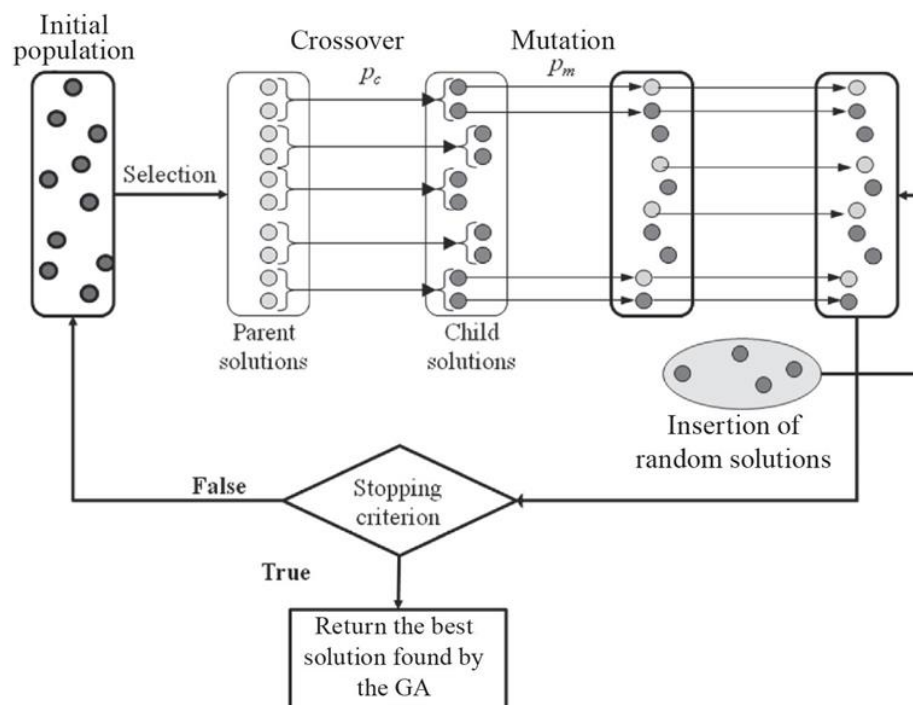 Initial
population
Crossover
p_c
Mutation
p_m
Selection
Parent
solutions
Child
solutions
Insertion of
random solutions
False
Stopping
criterion
True
Return the best
solution found by
the GA